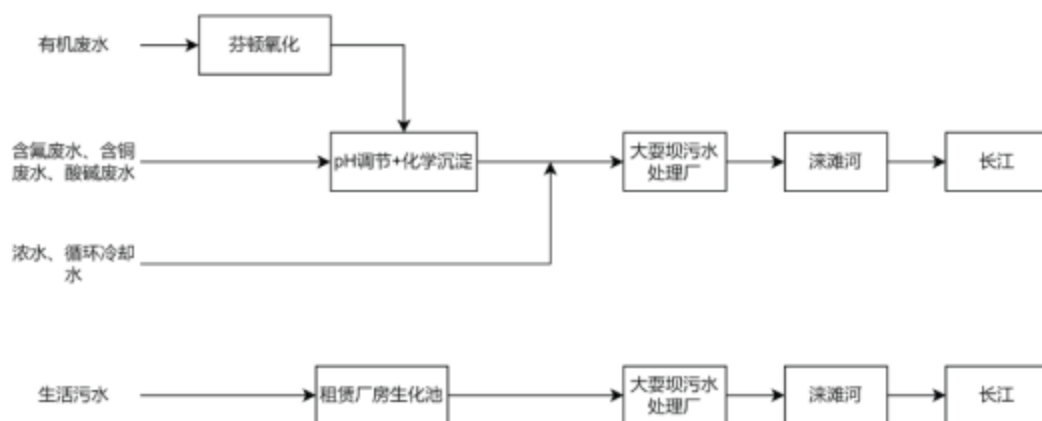 有机废水
芬顿氧化
含氟废水、含铜
废水、酸碱废水
pH调节+化学沉淀
大耍坝污水
处理厂
涞滩河
长江
浓水、循环冷却
水
生活污水
租赁厂房生化池
大耍坝污水
处理厂
涞滩河
长江